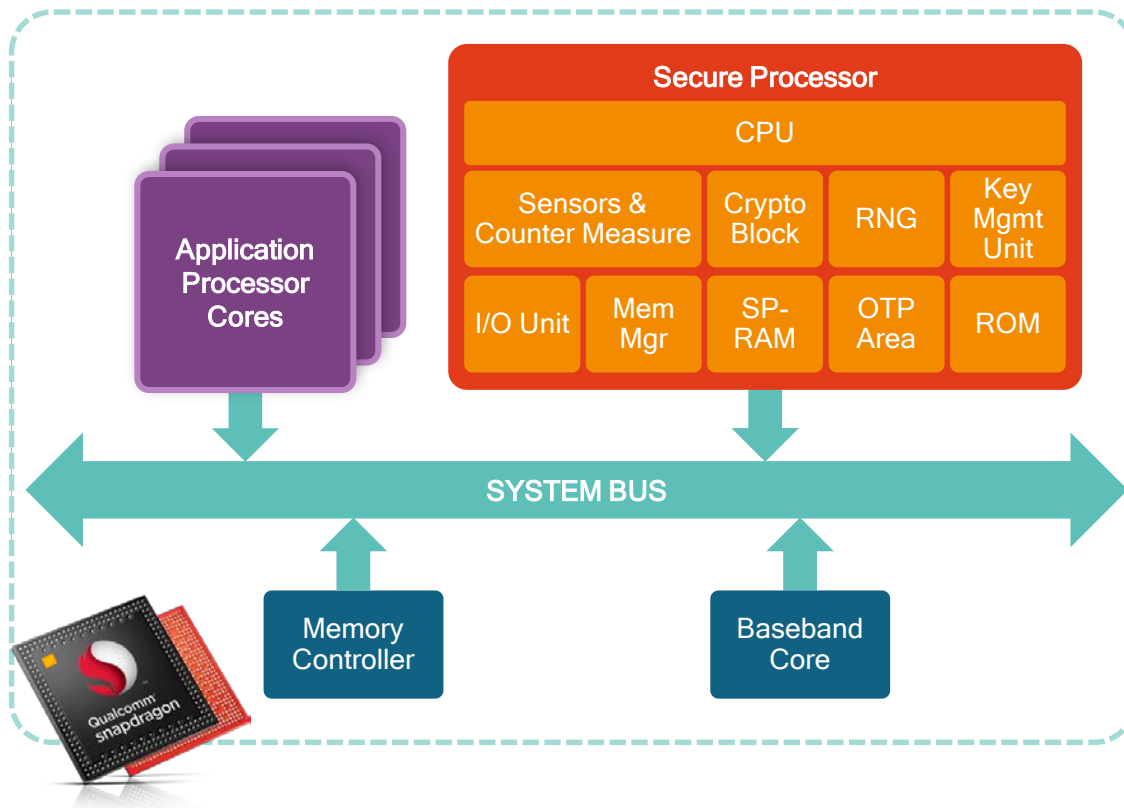 Secure Processor
CPU
Sensors &
Counter Measure
Crypto
Block
RNG
Key
Mgmt
Unit
I/O Unit
Mem
Mgr
SP-
RAM
OTP
Area
ROM
Application
Processor
Cores
SYSTEM BUS
Memory
Controller
Baseband
Core
Qualcomm
snapdragon